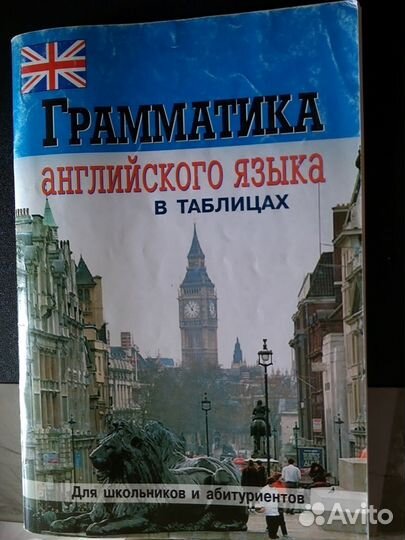 Грамматика
английского языка
в таблицах
Для школьников и абитуриентов
Avito